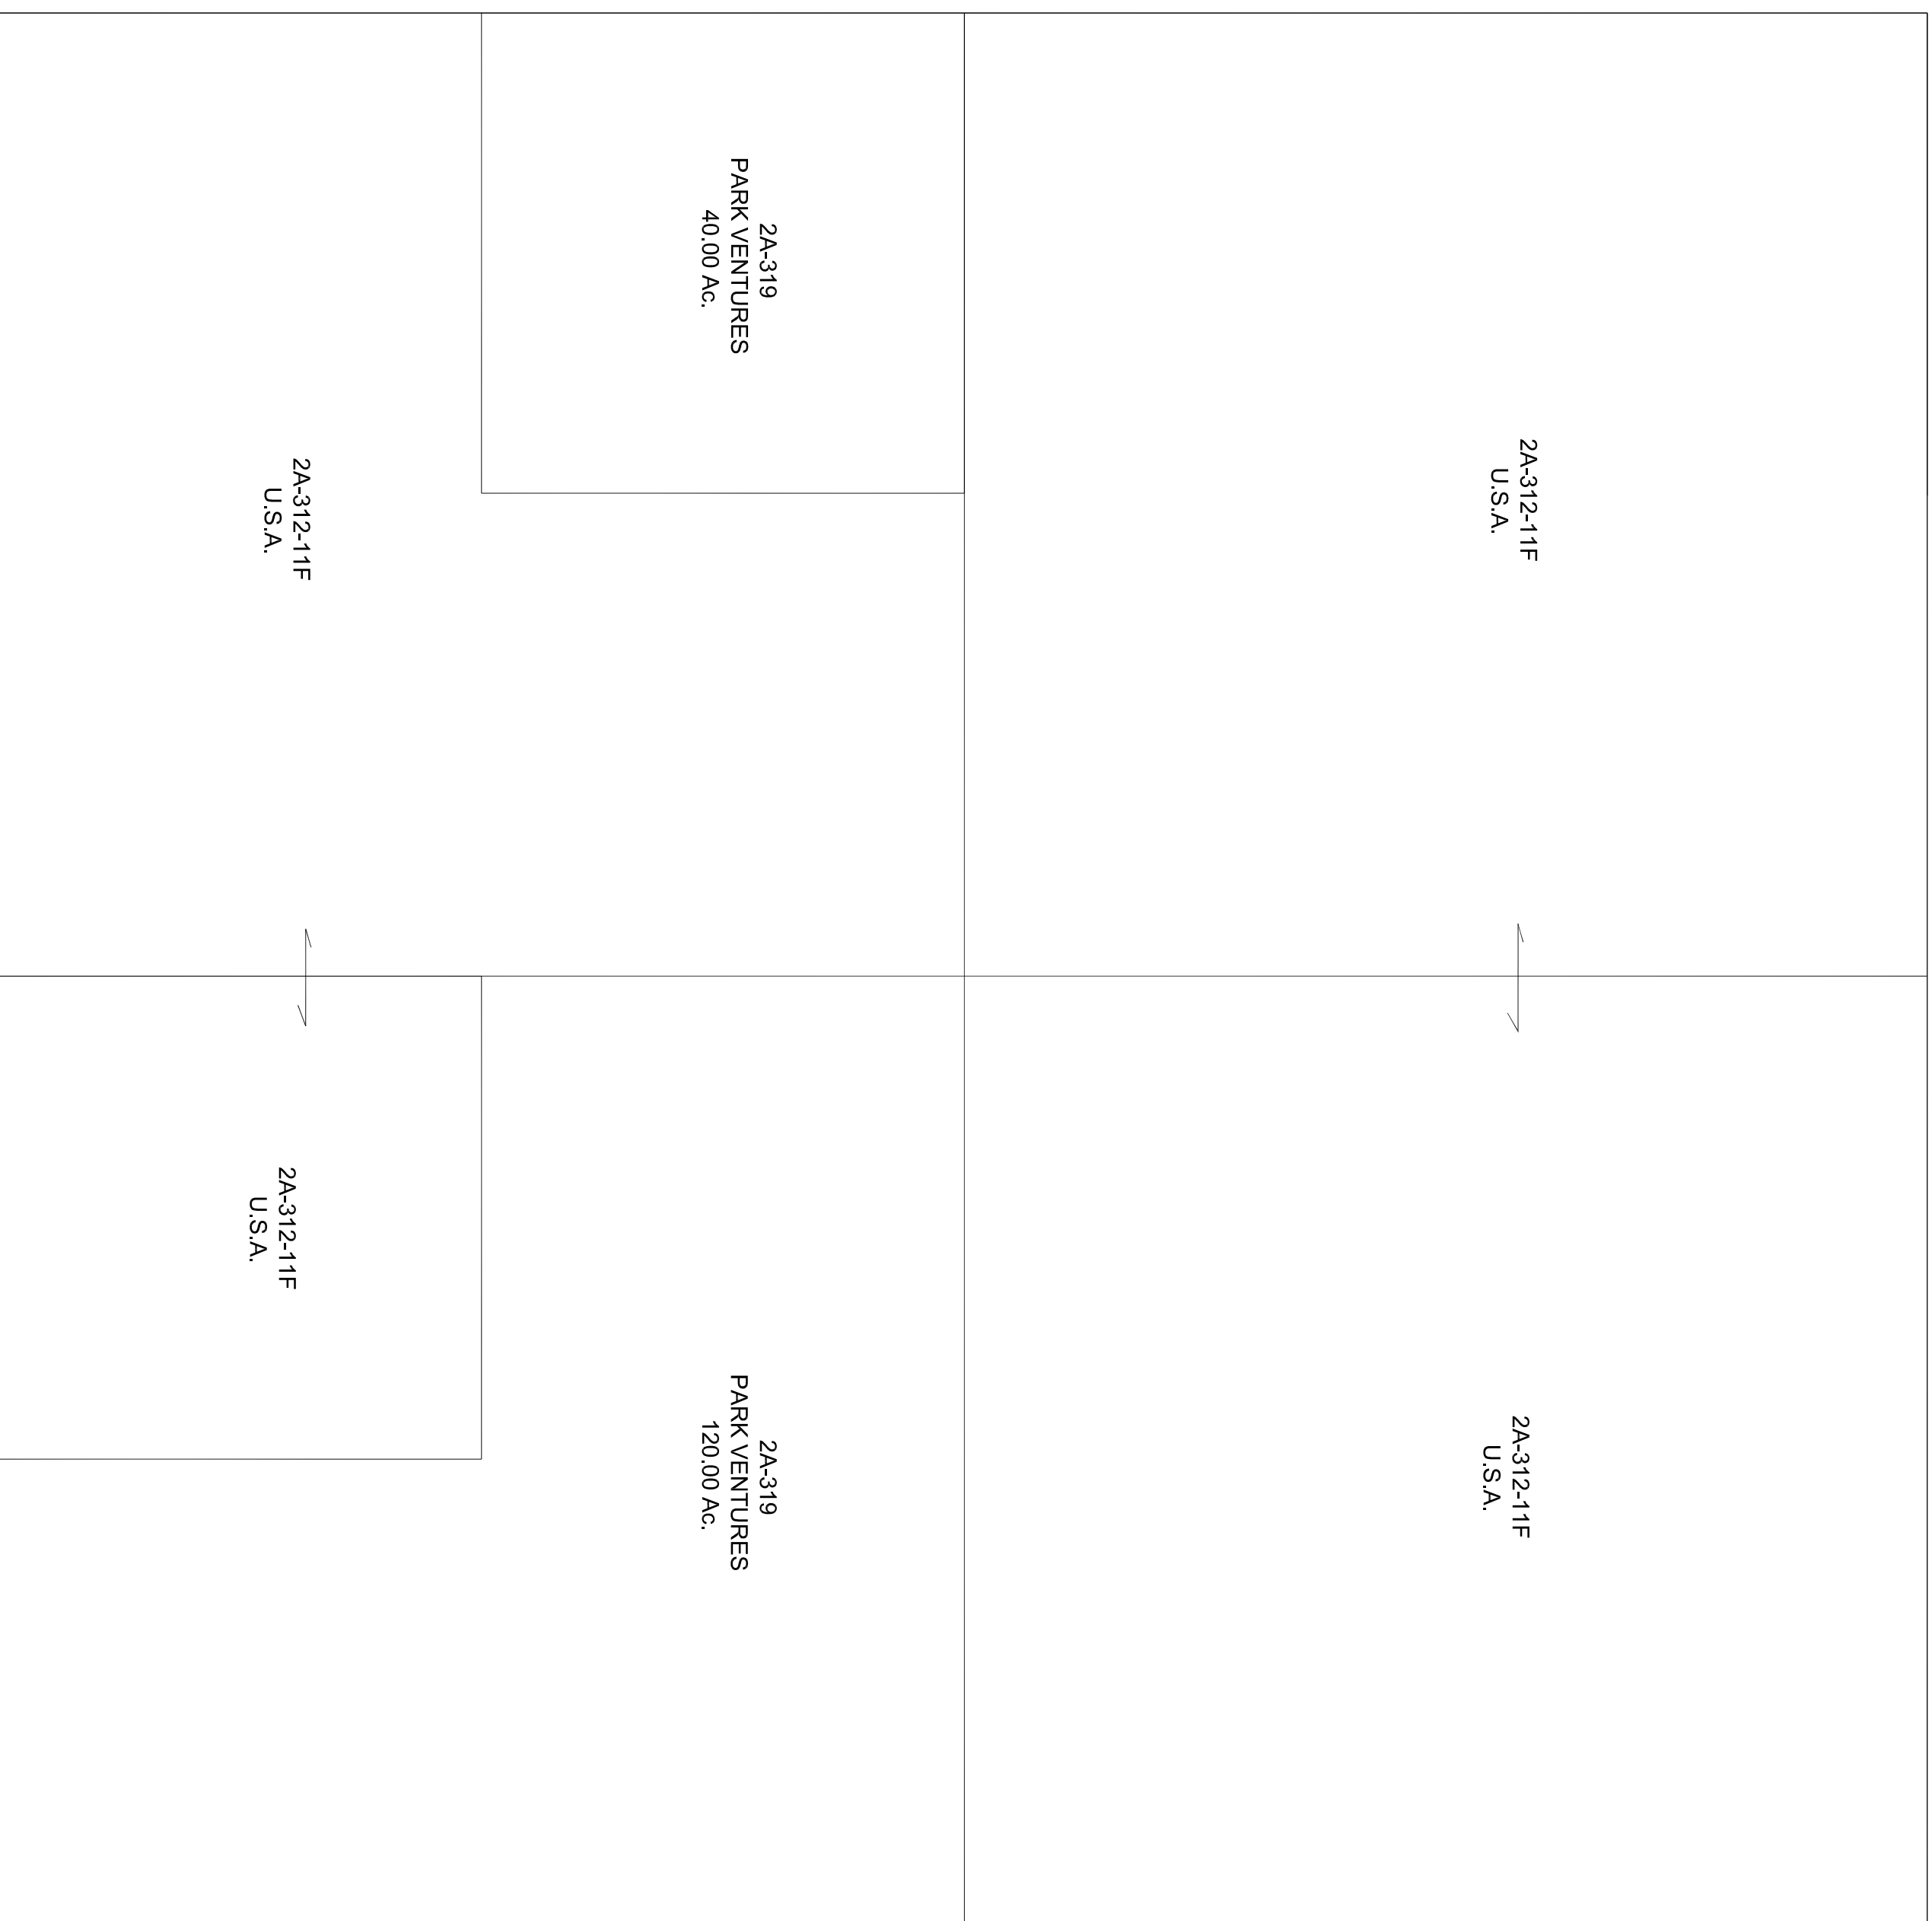 2A-312-11F
U.S.A.
2A-312-11F
U.S.A.
2A-319
PARK VENTURES
40.00 Ac.
2A-319
PARK VENTURES
120.00 Ac.
2A-312-11F
U.S.A.
2A-312-11F
U.S.A.